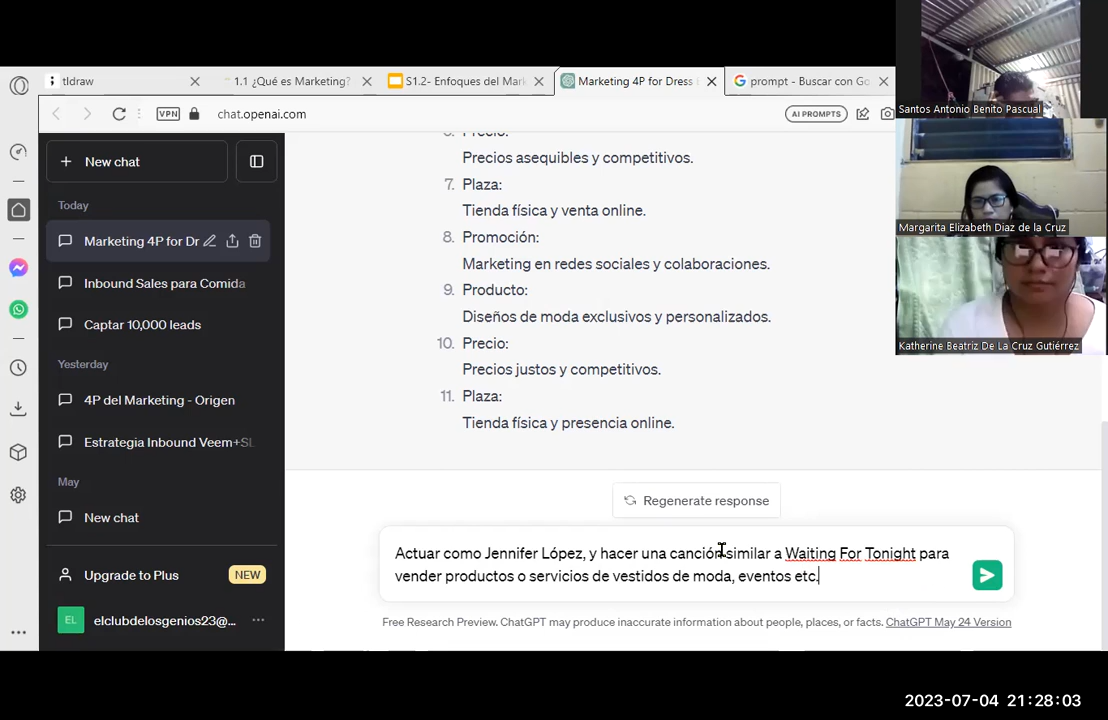 tldraw
1.1 ¿Qué es Marketing?
S1.2- Enfoques del Mark
Marketing 4P for Dress
prompt - Buscar con Go
Santos Antonio Benito Pascual
VPN
chat.openai.com
AI PROMPTS
New chat
Today
Marketing 4P for Dr
Inbound Sales para Comida
Captar 10,000 leads
Yesterday
4P del Marketing - Origen
Estrategia Inbound Veem+SL
May
New chat
Upgrade to Plus
NEW
EL
elclubdelosgenios23@...
Precio:
Precios asequibles y competitivos.
7. Plaza:
Tienda física y venta online.
8. Promoción:
Marketing en redes sociales y colaboraciones.
9. Producto:
Diseños de moda exclusivos y personalizados.
10. Precio:
Precios justos y competitivos.
11. Plaza:
Tienda física y presencia online.
Margarita Elizabeth Diaz de la Cruz
Katherine Beatriz De La Cruz Gutiérrez
Regenerate response
Actuar como Jennifer López, y hacer una canción similar a Waiting For Tonight para
vender productos o servicios de vestidos de moda, eventos etc.
Free Research Preview. ChatGPT may produce inaccurate information about people, places, or facts. ChatGPT May 24 Version
2023-07-04 21:28:03